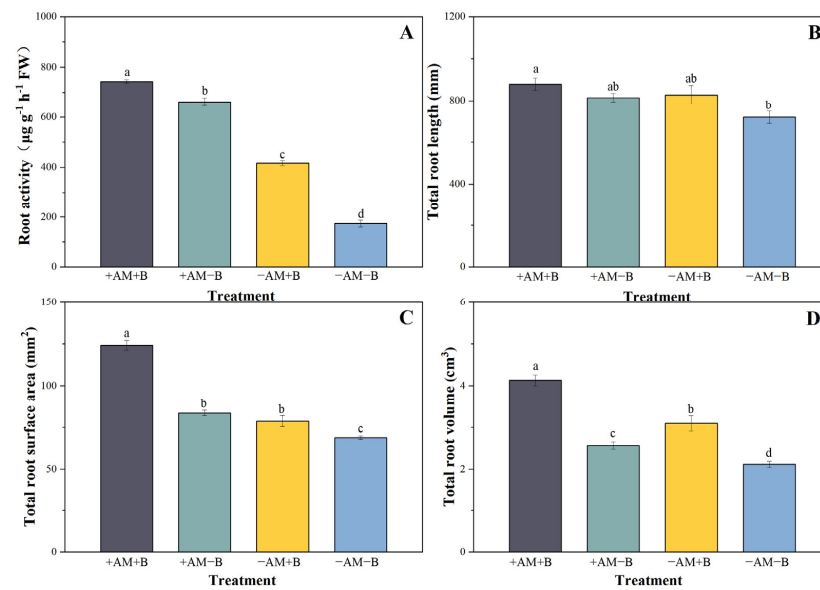 A
Root activity（ μg g⁻¹ h⁻¹ FW）
1000
800
600
400
200
0
a
b
c
d
+AM+B
+AM−B
−AM+B
−AM−B
Treatment
B
Total root length (mm)
1200
800
400
0
a
ab
ab
b
+AM+B
+AM−B
−AM+B
−AM−B
Treatment
C
Total root surface area (mm²)
150
100
50
0
a
b
b
c
+AM+B
+AM−B
−AM+B
−AM−B
Treatment
D
Total root volume (cm³)
6
4
2
0
a
c
b
d
+AM+B
+AM−B
−AM+B
−AM−B
Treatment